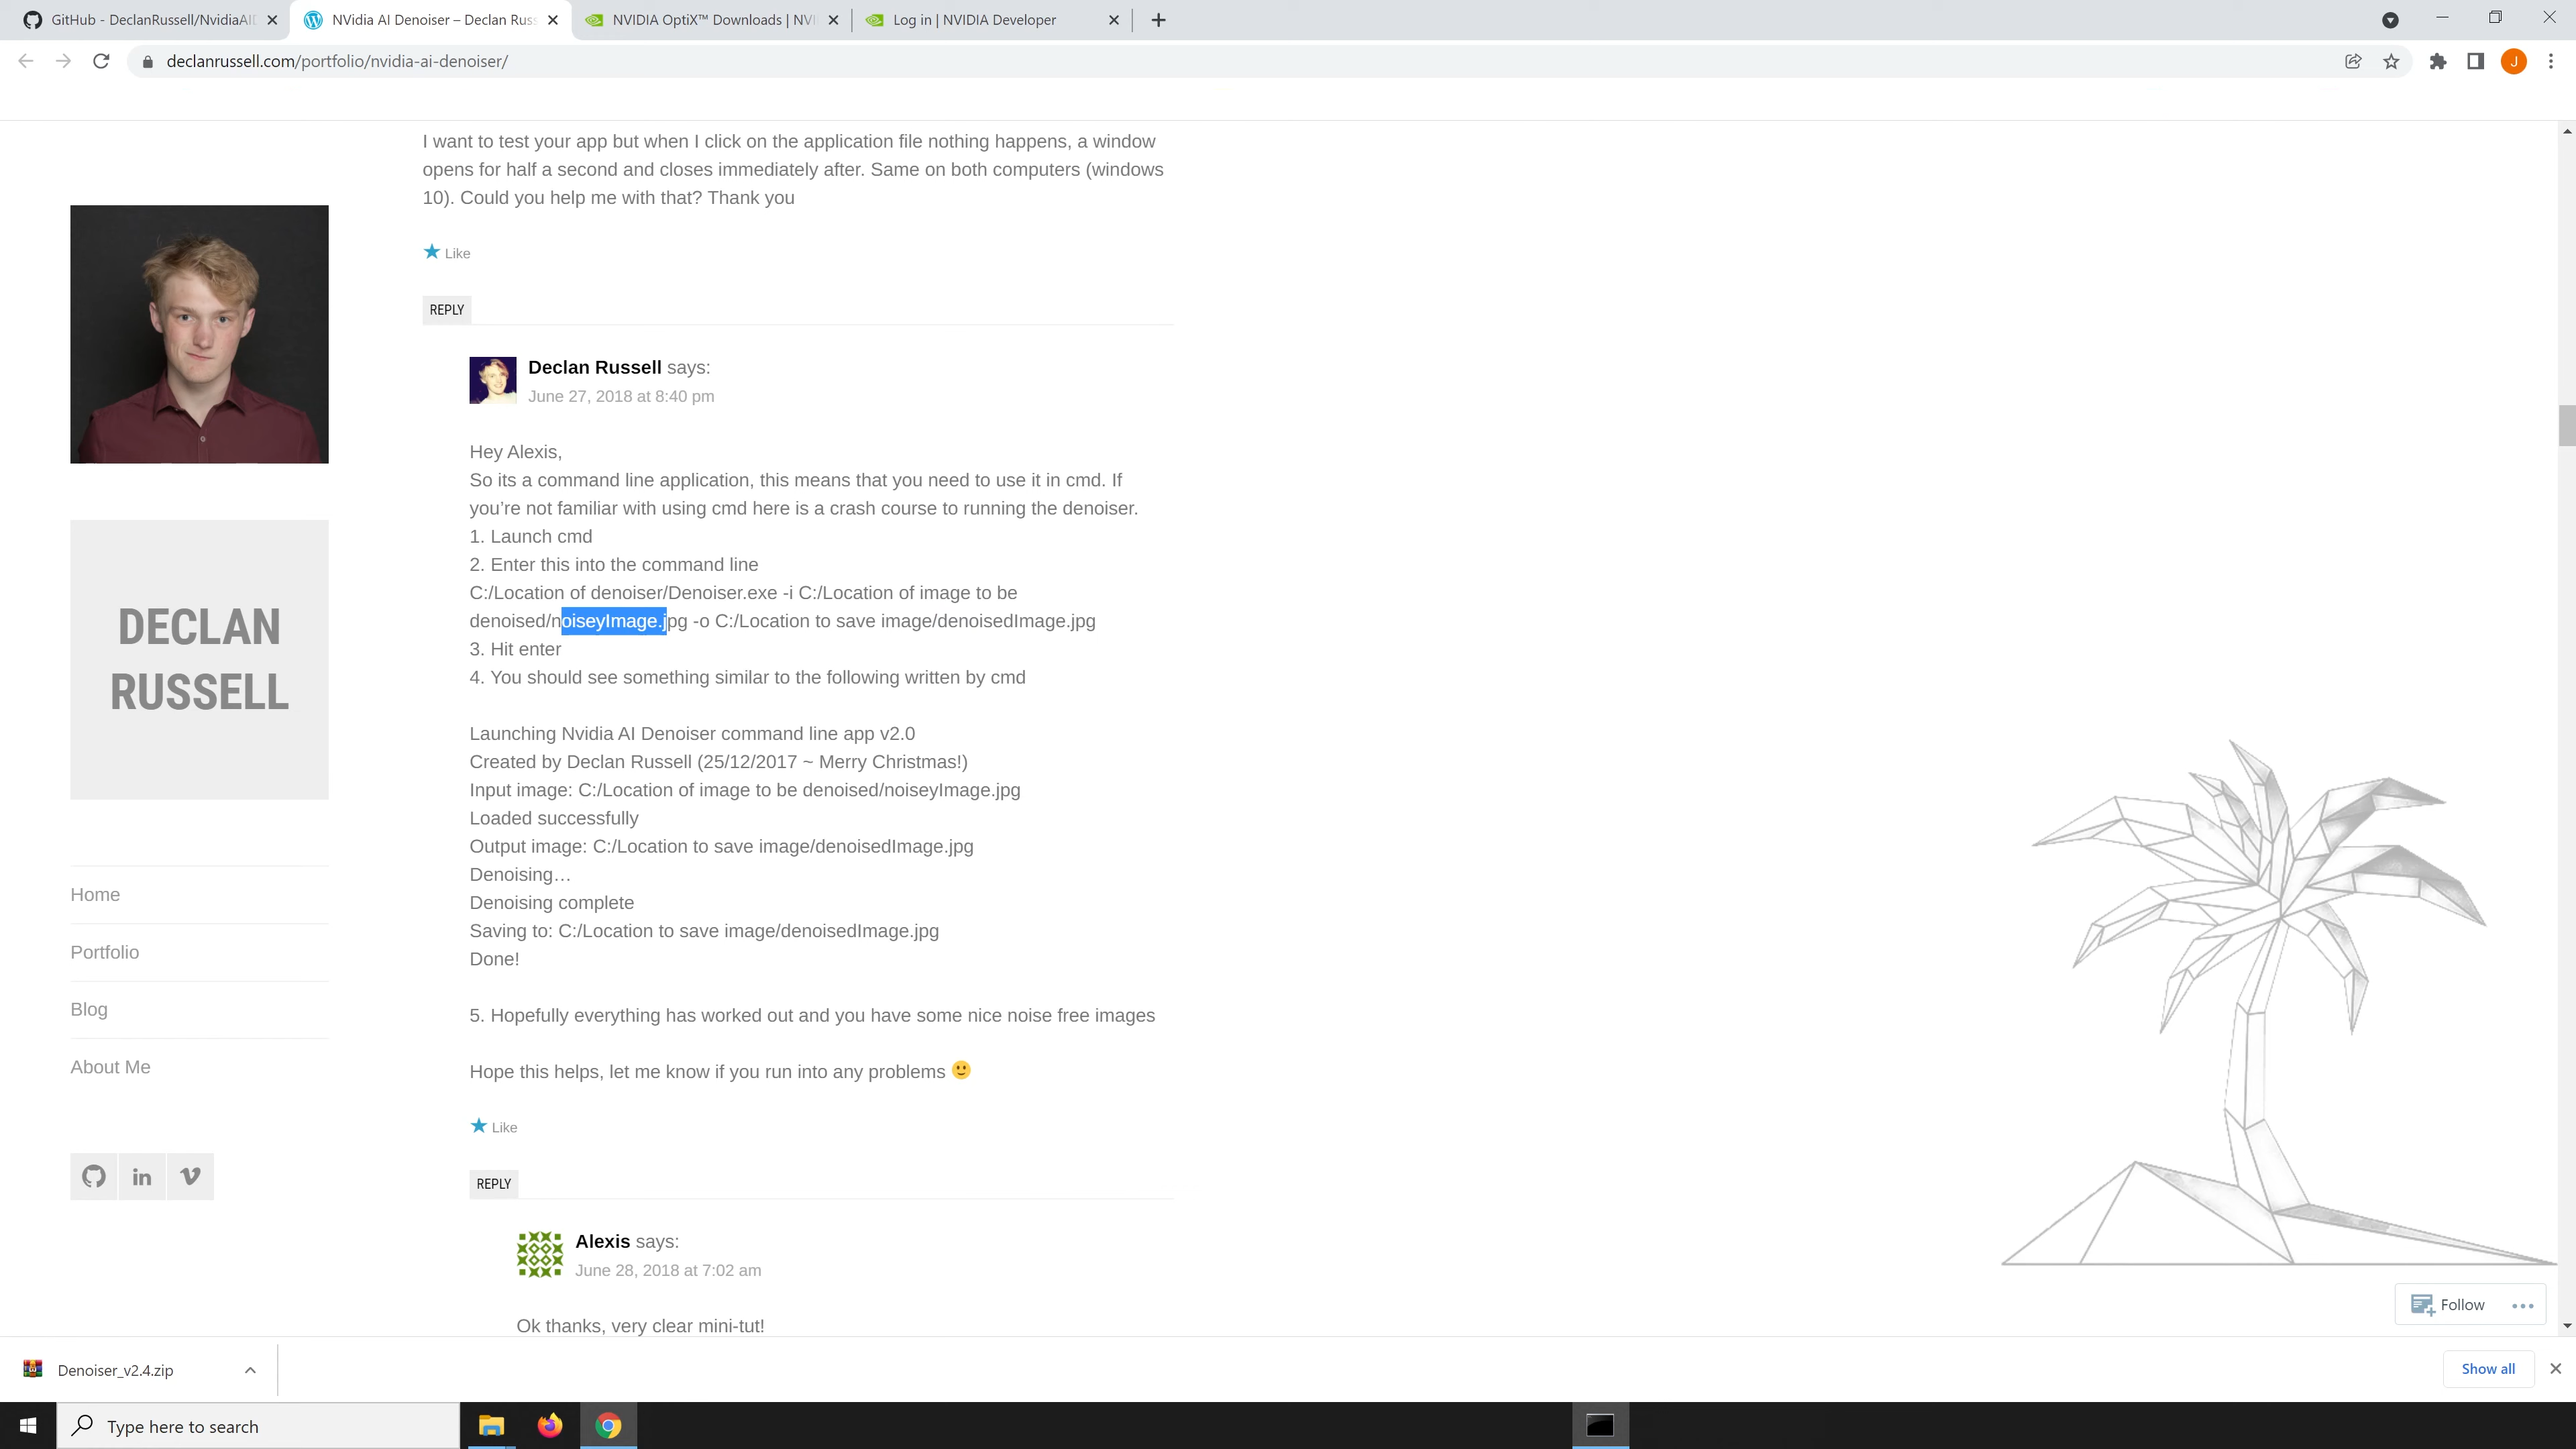 GitHub - DeclanRussell/NvidiaAID
NVidia AI Denoiser – Declan Russ
NVIDIA OptiX™ Downloads | NVI
Log in | NVIDIA Developer
declanrussell.com/portfolio/nvidia-ai-denoiser/
J
I want to test your app but when I click on the application file nothing happens, a window
opens for half a second and closes immediately after. Same on both computers (windows
10). Could you help me with that? Thank you
Like
REPLY
Declan Russell says:
June 27, 2018 at 8:40 pm
Hey Alexis,
So its a command line application, this means that you need to use it in cmd. If
you’re not familiar with using cmd here is a crash course to running the denoiser.
1. Launch cmd
2. Enter this into the command line
C:/Location of denoiser/Denoiser.exe -i C:/Location of image to be
denoised/noiseyImage.jpg -o C:/Location to save image/denoisedImage.jpg
3. Hit enter
4. You should see something similar to the following written by cmd
Launching Nvidia AI Denoiser command line app v2.0
Created by Declan Russell (25/12/2017 ~ Merry Christmas!)
Input image: C:/Location of image to be denoised/noiseyImage.jpg
Loaded successfully
Output image: C:/Location to save image/denoisedImage.jpg
Denoising…
Denoising complete
Saving to: C:/Location to save image/denoisedImage.jpg
Done!
5. Hopefully everything has worked out and you have some nice noise free images
Hope this helps, let me know if you run into any problems 🙂
Like
REPLY
Alexis says:
June 28, 2018 at 7:02 am
Ok thanks, very clear mini-tut!
DECLAN
RUSSELL
Home
Portfolio
Blog
About Me
in
Follow
Denoiser_v2.4.zip
Show all
Type here to search